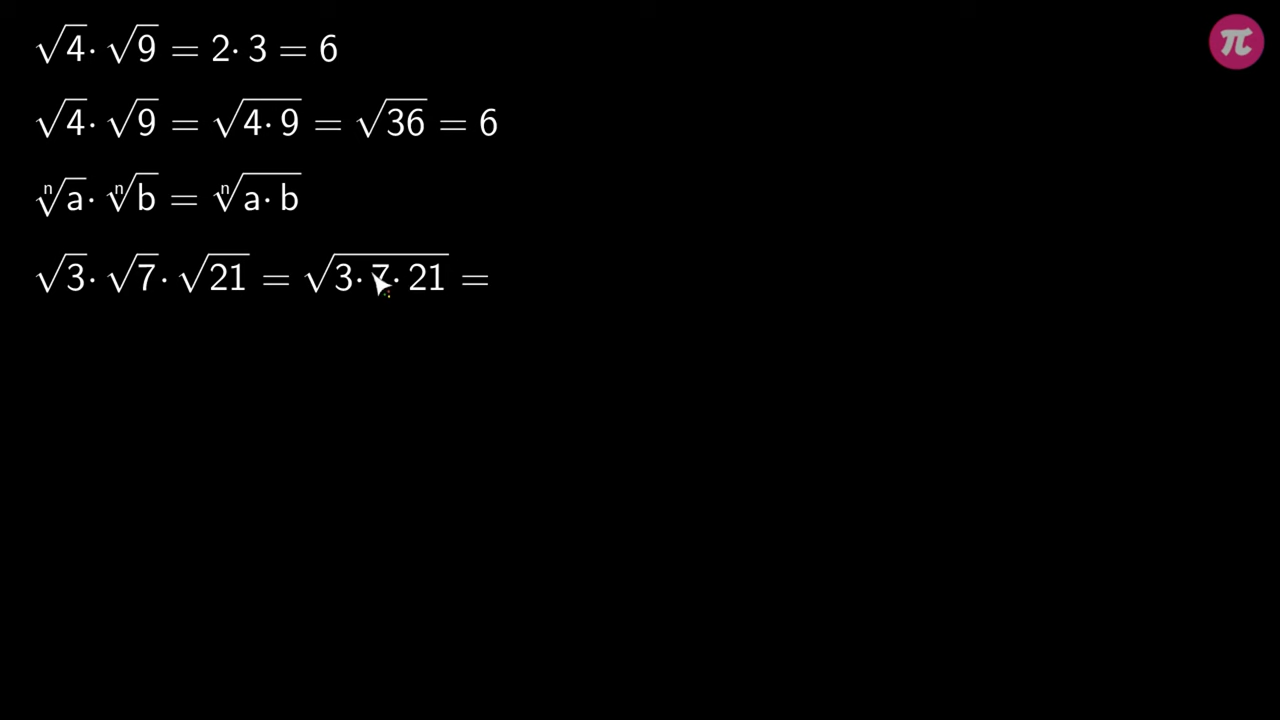 √4· √9 = 2· 3 = 6
√4· √9 = √4· 9 = √36 = 6
ⁿ√a· ⁿ√b = ⁿ√a· b
√3· √7· √21 = √3· 7· 21 =
π